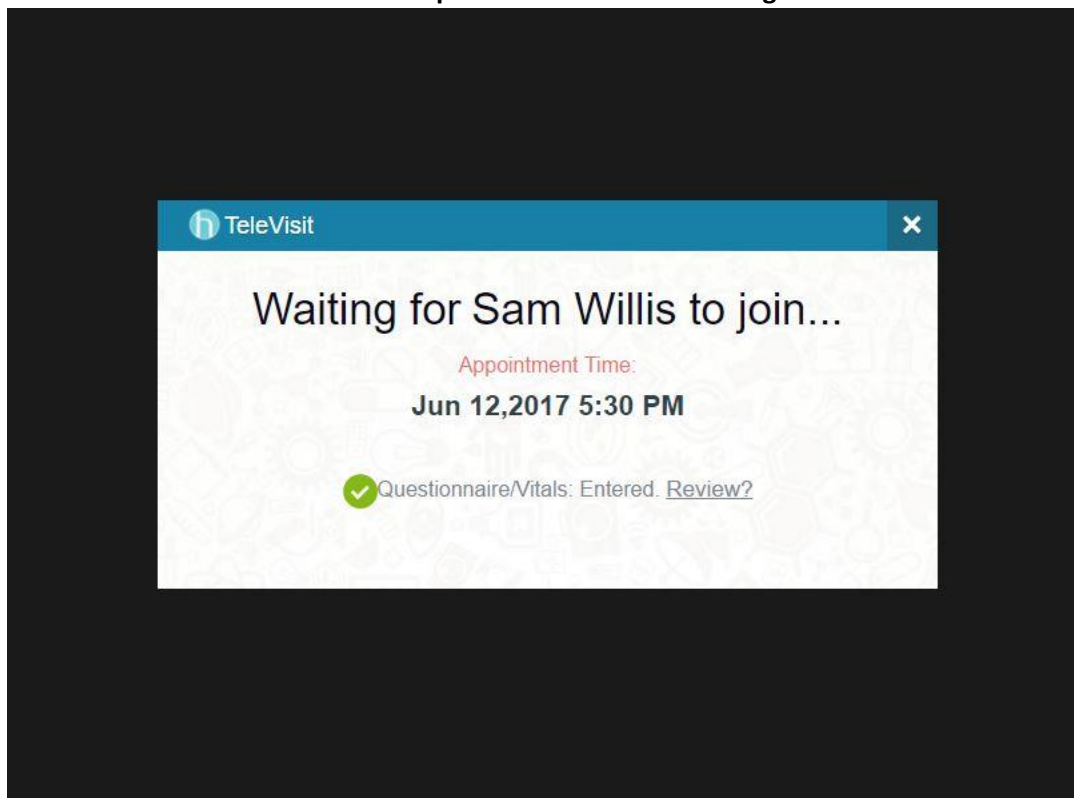 TeleVisit
Waiting for Sam Willis to join...
Appointment Time:
Jun 12,2017 5:30 PM
Questionnaire/Vitals: Entered. Review?